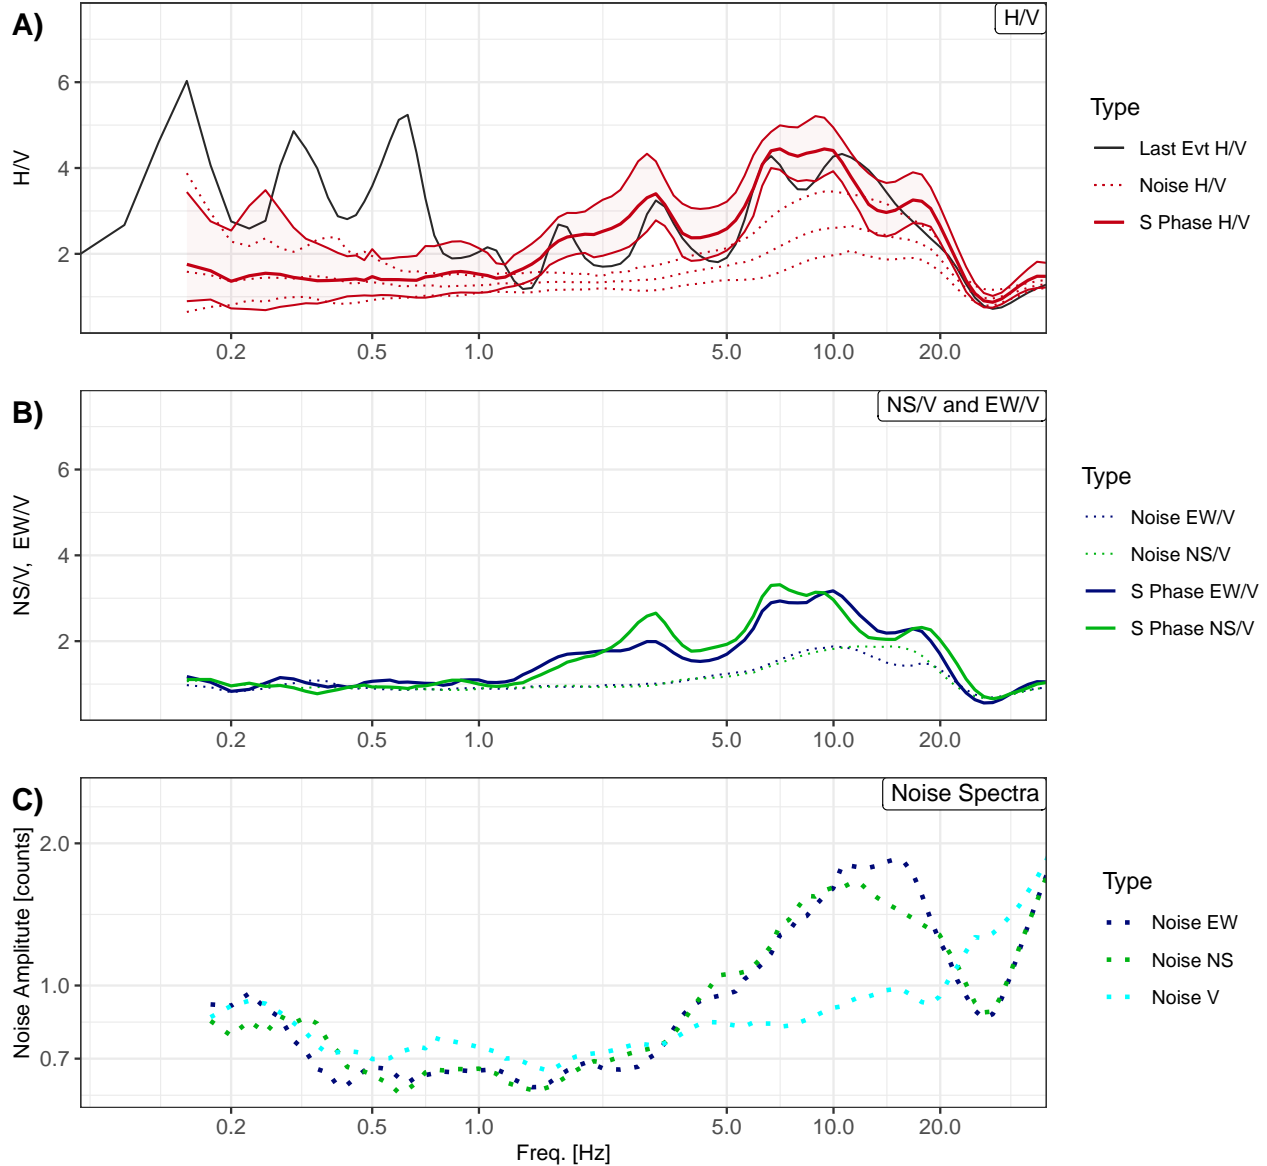 A)
H/V
H/V
6
4
2
0.2
0.5
1.0
5.0
10.0
20.0
Type
Last Evt H/V
Noise H/V
S Phase H/V
B)
NS/V and EW/V
NS/V, EW/V
6
4
2
0.2
0.5
1.0
5.0
10.0
20.0
Type
Noise EW/V
Noise NS/V
S Phase EW/V
S Phase NS/V
C)
Noise Spectra
Noise Amplitute [counts]
2.0
1.0
0.7
0.2
0.5
1.0
5.0
10.0
20.0
Freq. [Hz]
Type
Noise EW
Noise NS
Noise V